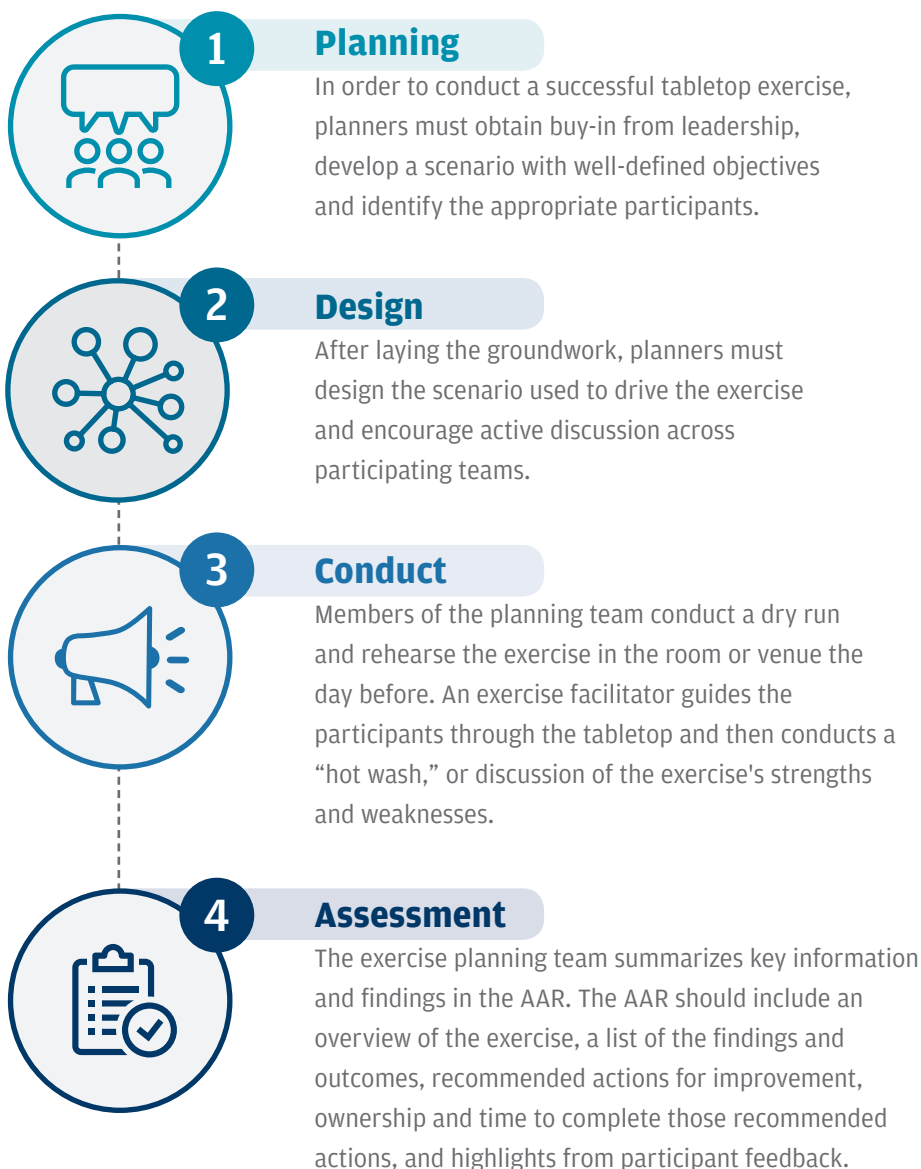 1
Planning
In order to conduct a successful tabletop exercise,
planners must obtain buy-in from leadership,
develop a scenario with well-defined objectives
and identify the appropriate participants.
2
Design
After laying the groundwork, planners must
design the scenario used to drive the exercise
and encourage active discussion across
participating teams.
3
Conduct
Members of the planning team conduct a dry run
and rehearse the exercise in the room or venue the
day before. An exercise facilitator guides the
participants through the tabletop and then conducts a
“hot wash,” or discussion of the exercise's strengths
and weaknesses.
4
Assessment
The exercise planning team summarizes key information
and findings in the AAR. The AAR should include an
overview of the exercise, a list of the findings and
outcomes, recommended actions for improvement,
ownership and time to complete those recommended
actions, and highlights from participant feedback.